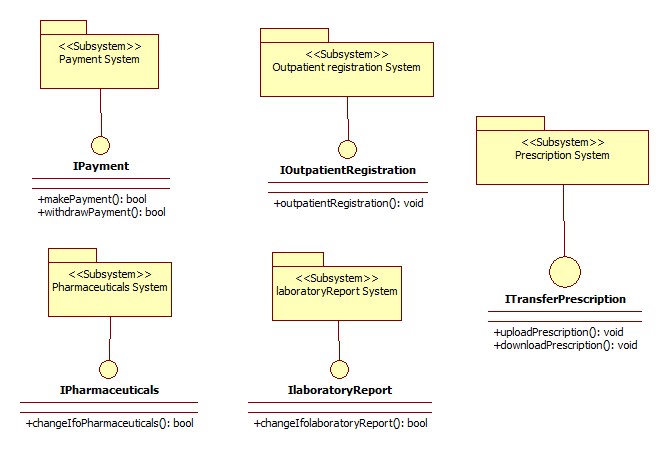 <<Subsystem>>
Payment System
IPayment
+makePayment(): bool
+withdrawPayment(): bool
<<Subsystem>>
Outpatient registration System
IOutpatientRegistration
+outpatientRegistration(): void
<<Subsystem>>
Prescription System
ITransferPrescription
+uploadPrescription(): void
+downloadPrescription(): void
<<Subsystem>>
Pharmaceuticals System
IPharmaceuticals
+changeIfoPharmaceuticals(): bool
<<Subsystem>>
laboratoryReport System
IlaboratoryReport
+changeIfolaboratoryReport(): bool